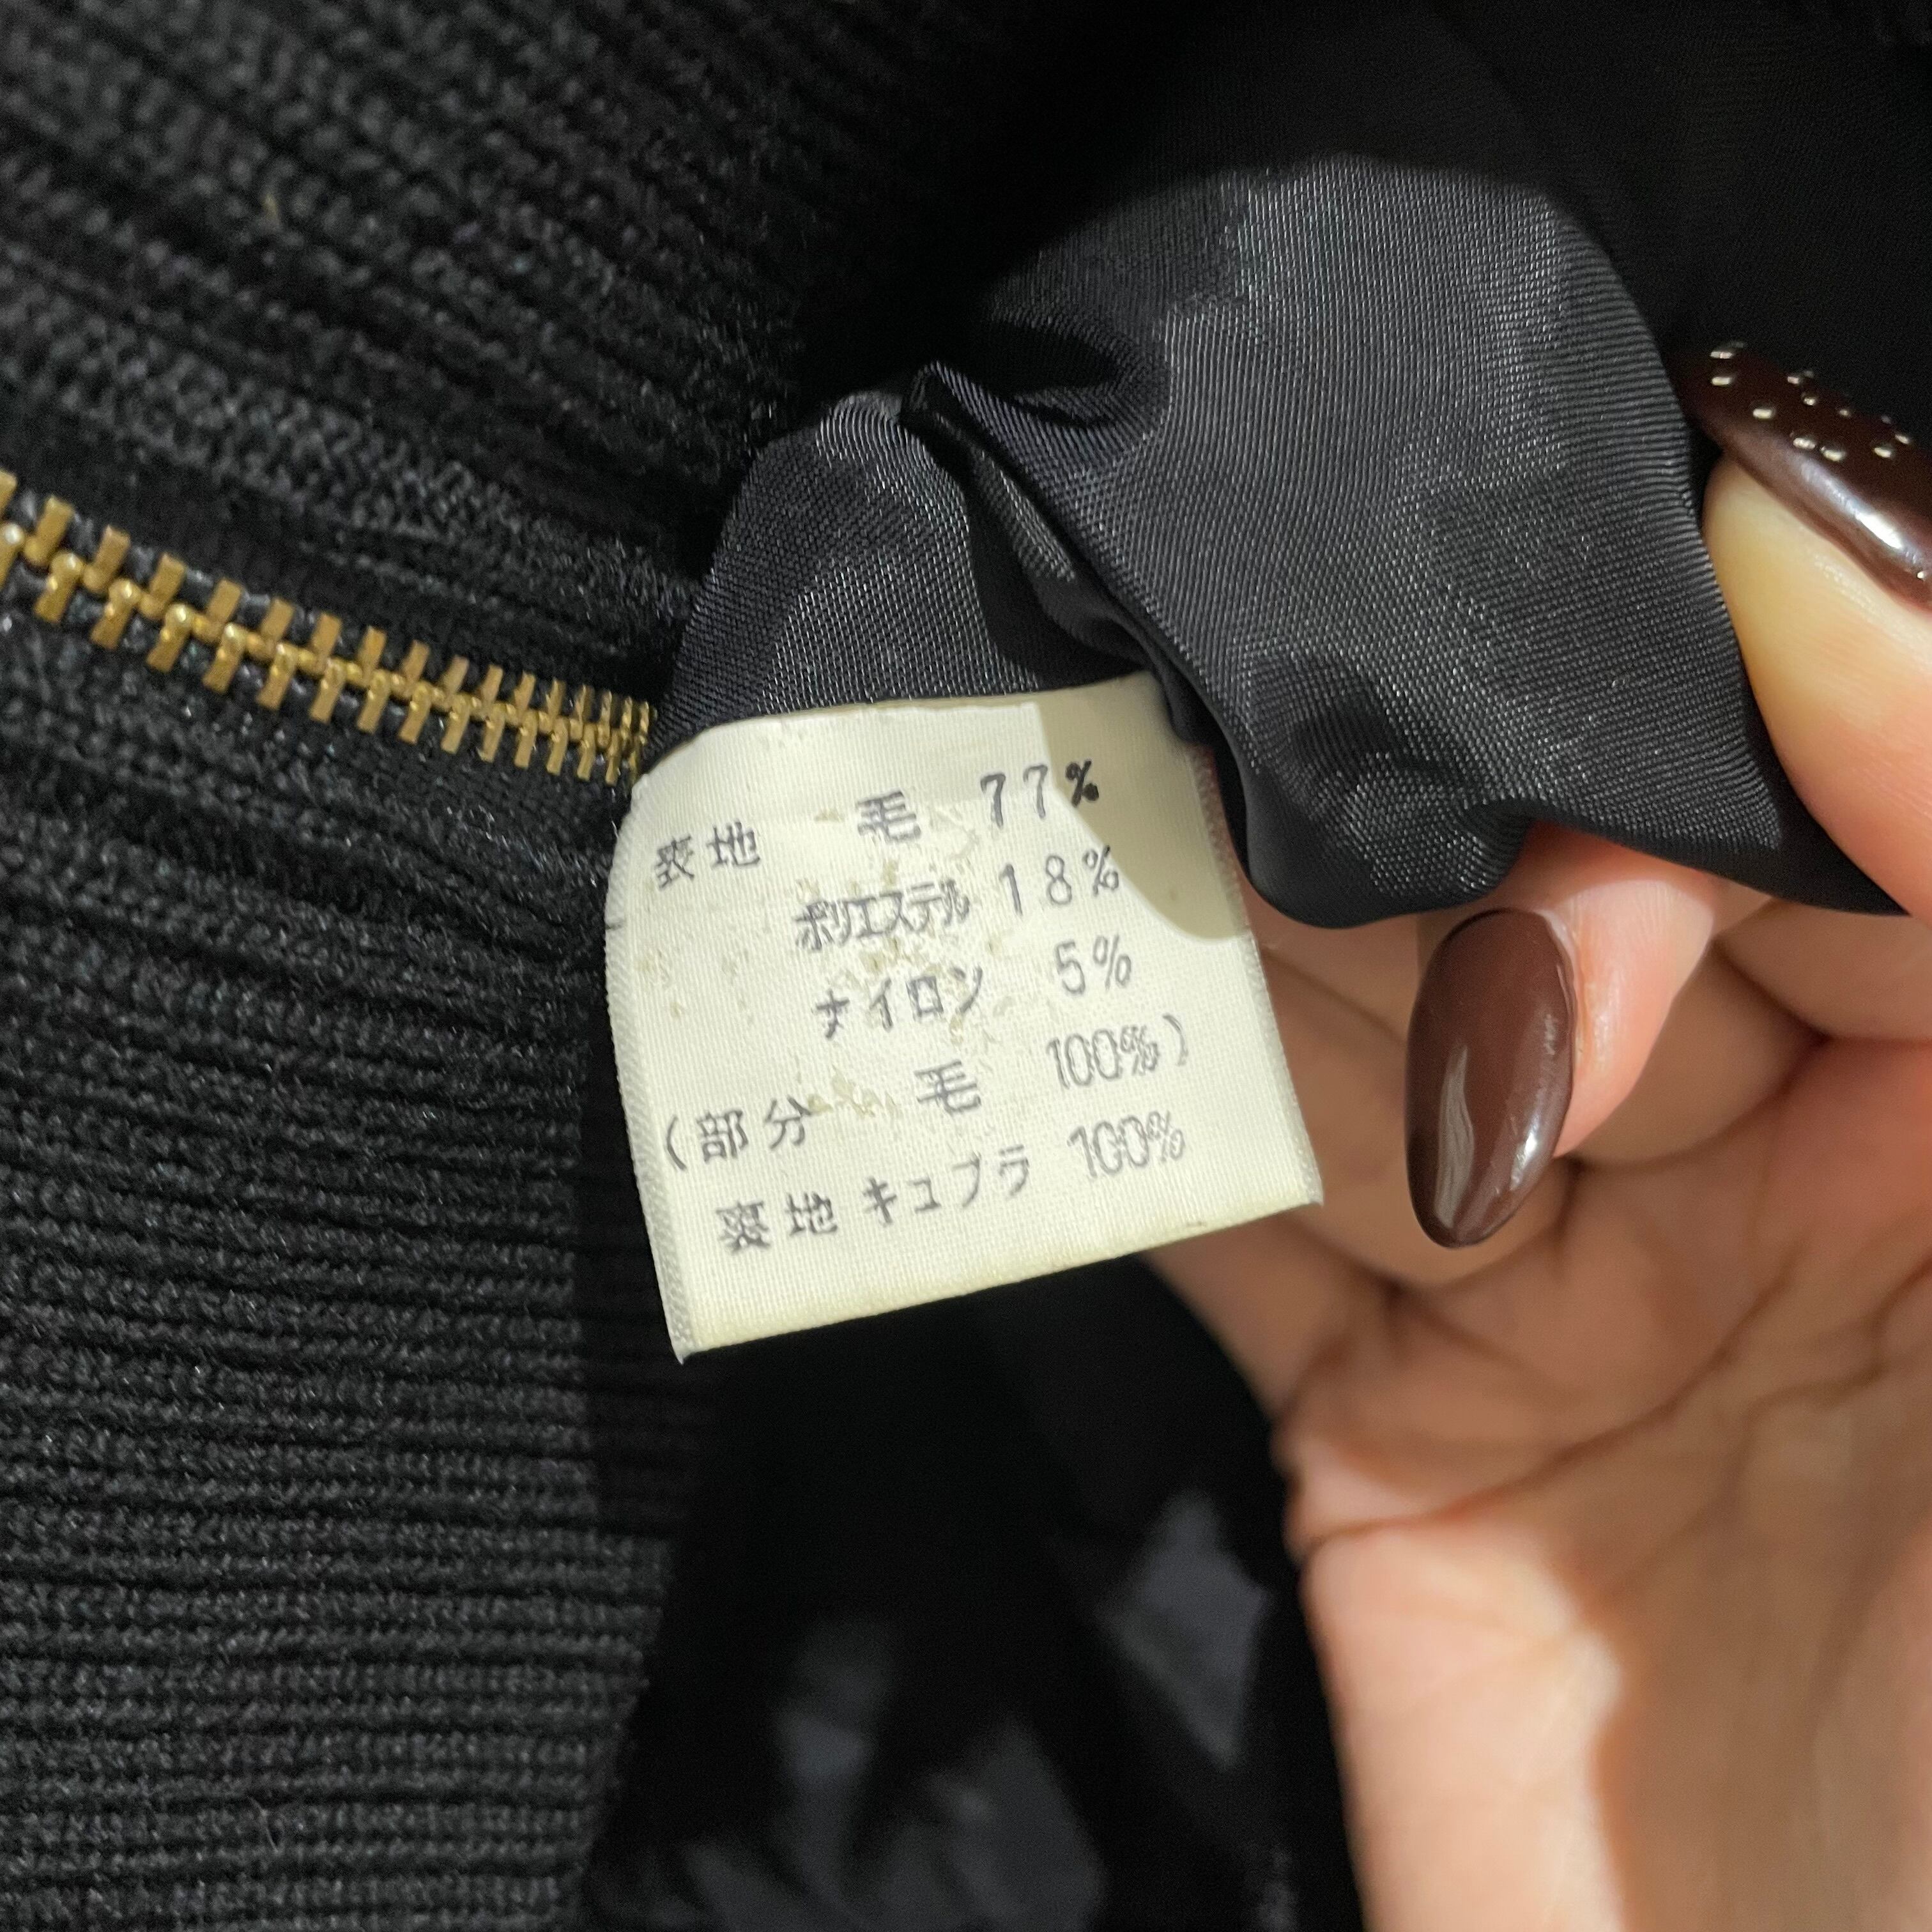 表地 毛 77%
ポリエステル 18%
ナイロン 5%
(部分 毛 100%)
裏地 キュプラ 100%